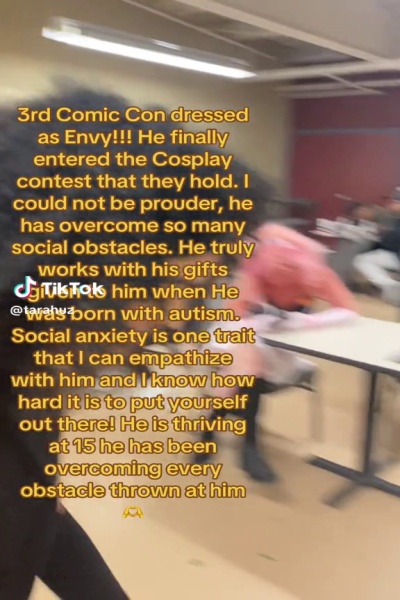 3rd Comic Con dressed
as Envy!!! He finally
entered the Cosplay
contest that they hold. I
could not be prouder, he
has overcome so many
social obstacles. He truly
works with his gifts
given to him when He
was born with autism.
Social anxiety is one trait
that I can empathize
with him and I know how
hard it is to put yourself
out there! He is thriving
at 15 he has been
overcoming every
obstacle thrown at him
🫶
TikTok
@tarahuz